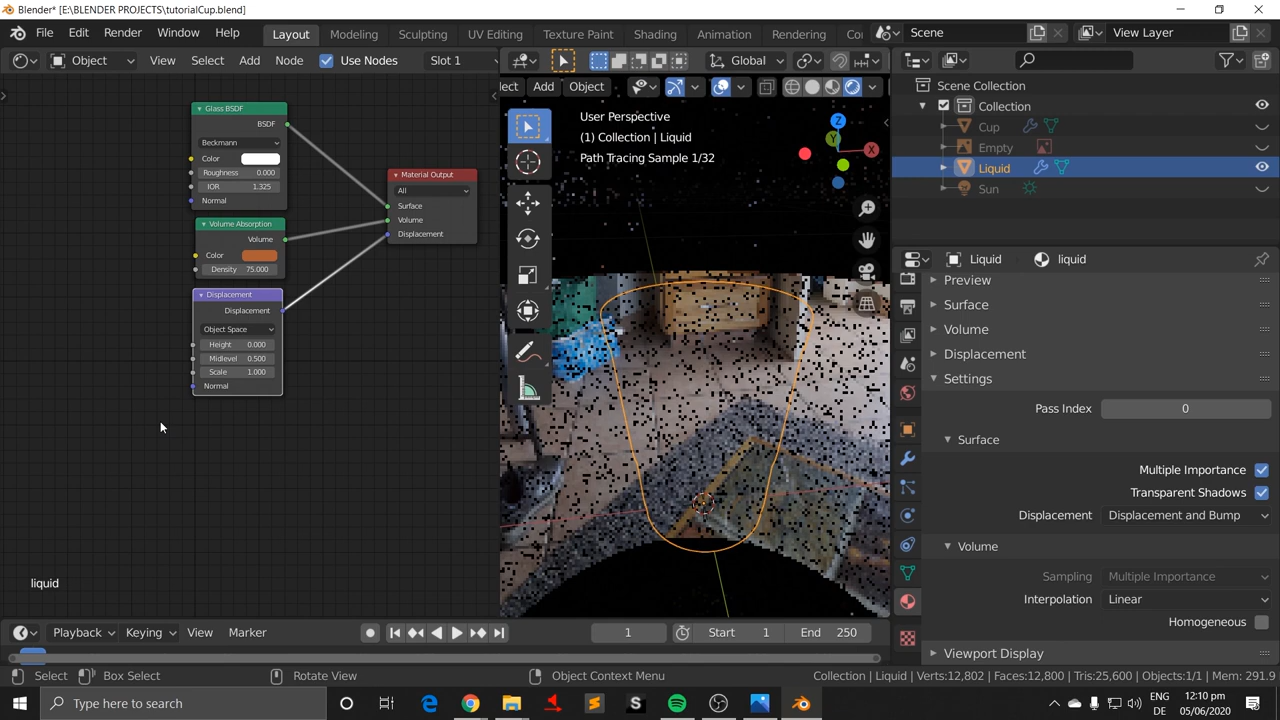 Blender* [E:\BLENDER PROJECTS\tutorialCup.blend]
File Edit Render Window Help Layout Modeling Sculpting UV Editing Texture Paint Shading Animation Rendering Co Scene View Layer
Object View Select Add Node Use Nodes Slot 1 Global
ect Add Object
Scene Collection
Collection
Cup
Empty
Liquid
Sun
Glass BSDF
BSDF
Beckmann
Color
Roughness 0.000
IOR 1.325
Normal
Volume Absorption
Volume
Color
Density 75.000
Displacement
Displacement
Object Space
Height 0.000
Midlevel 0.500
Scale 1.000
Normal
Material Output
All
Surface
Volume
Displacement
liquid
User Perspective
(1) Collection | Liquid
Path Tracing Sample 1/32
Z
Y
X
Liquid liquid
Preview
Surface
Volume
Displacement
Settings
Pass Index 0
Surface
Multiple Importance
Transparent Shadows
Displacement Displacement and Bump
Volume
Sampling Multiple Importance
Interpolation Linear
Homogeneous
Viewport Display
Playback Keying View Marker 1 Start 1 End 250
Select Box Select Rotate View Object Context Menu Collection | Liquid | Verts:12,802 | Faces:12,800 | Tris:25,600 | Objects:1/1 | Mem: 291.9
Type here to search
ENG 12:10 pm
DE 05/06/2020